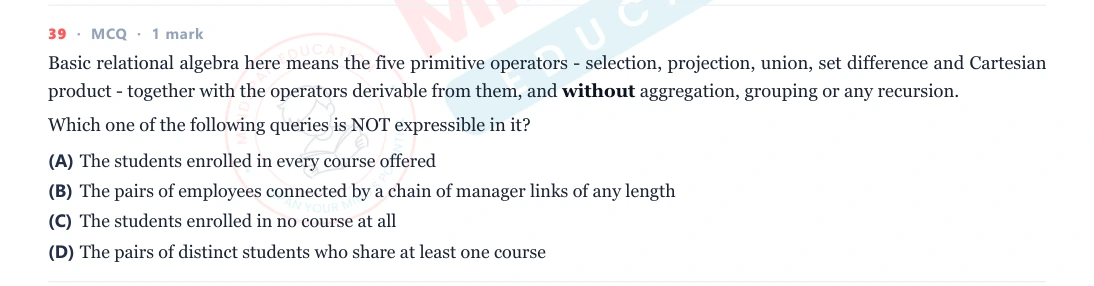 39 · MCQ · 1 mark
Basic relational algebra here means the five primitive operators - selection, projection, union, set difference and Cartesian
product - together with the operators derivable from them, and without aggregation, grouping or any recursion.
Which one of the following queries is NOT expressible in it?
(A) The students enrolled in every course offered
(B) The pairs of employees connected by a chain of manager links of any length
(C) The students enrolled in no course at all
(D) The pairs of distinct students who share at least one course